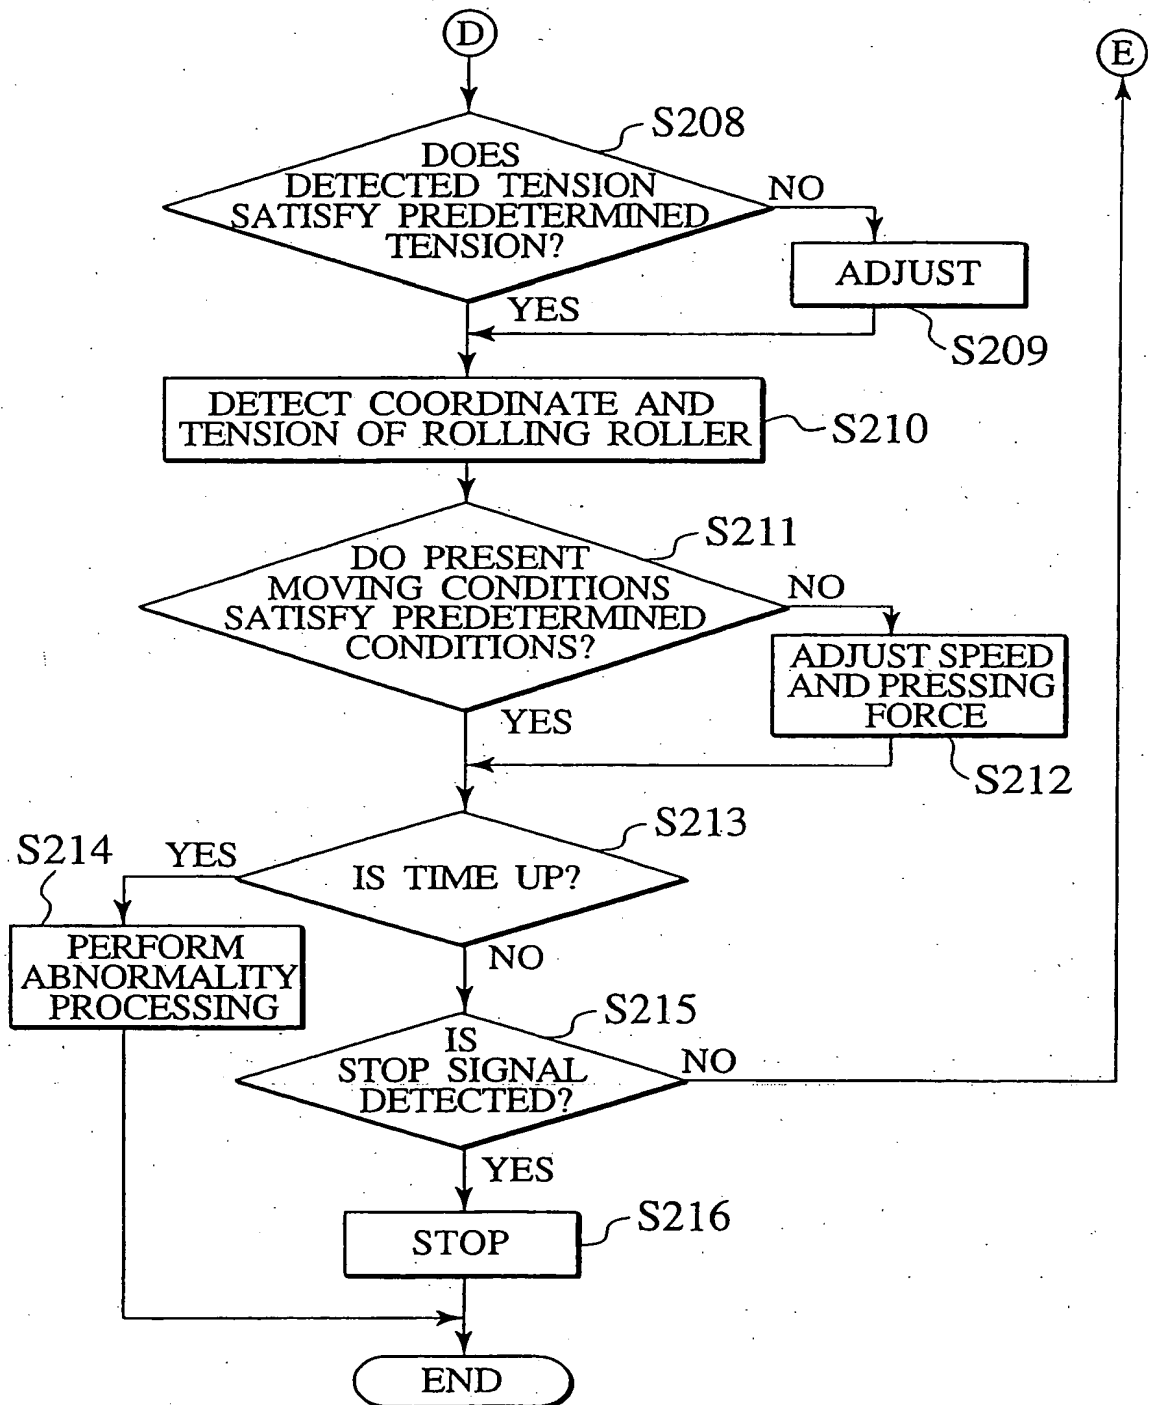 D
E
S208
DOES
DETECTED TENSION
SATISFY PREDETERMINED
TENSION?
NO
ADJUST
YES
S209
DETECT COORDINATE AND
TENSION OF ROLLING ROLLER
S210
S211
DO PRESENT
MOVING CONDITIONS
SATISFY PREDETERMINED
CONDITIONS?
NO
ADJUST SPEED
AND PRESSING
FORCE
YES
S212
S213
S214
YES
IS TIME UP?
PERFORM
ABNORMALITY
PROCESSING
NO
S215
IS
STOP SIGNAL
DETECTED?
NO
YES
S216
STOP
END